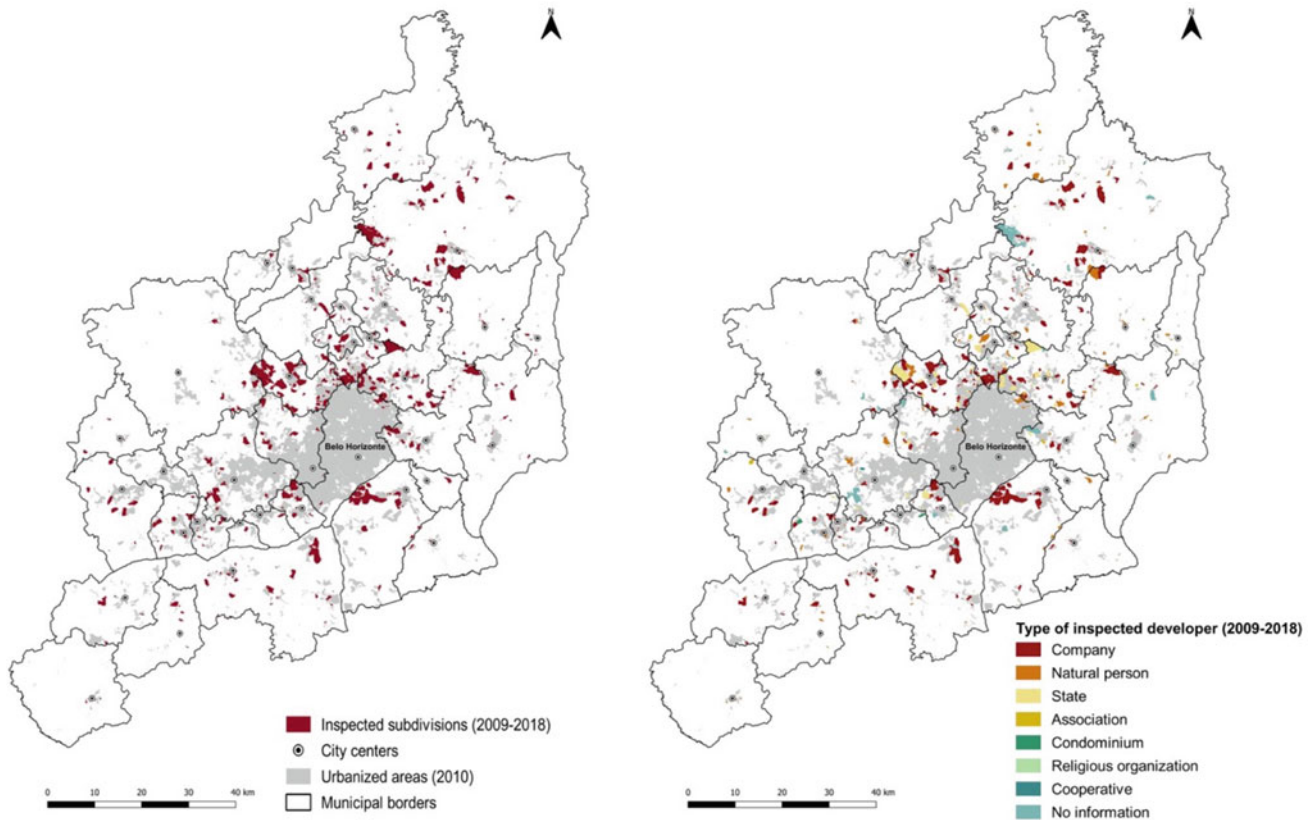 N
Belo Horizonte
Inspected subdivisions (2009-2018)
City centers
Urbanized areas (2010)
Municipal borders
0 10 20 30 40 km
N
Belo Horizonte
Type of inspected developer (2009-2018)
Company
Natural person
State
Association
Condominium
Religious organization
Cooperative
No information
0 10 20 30 40 km